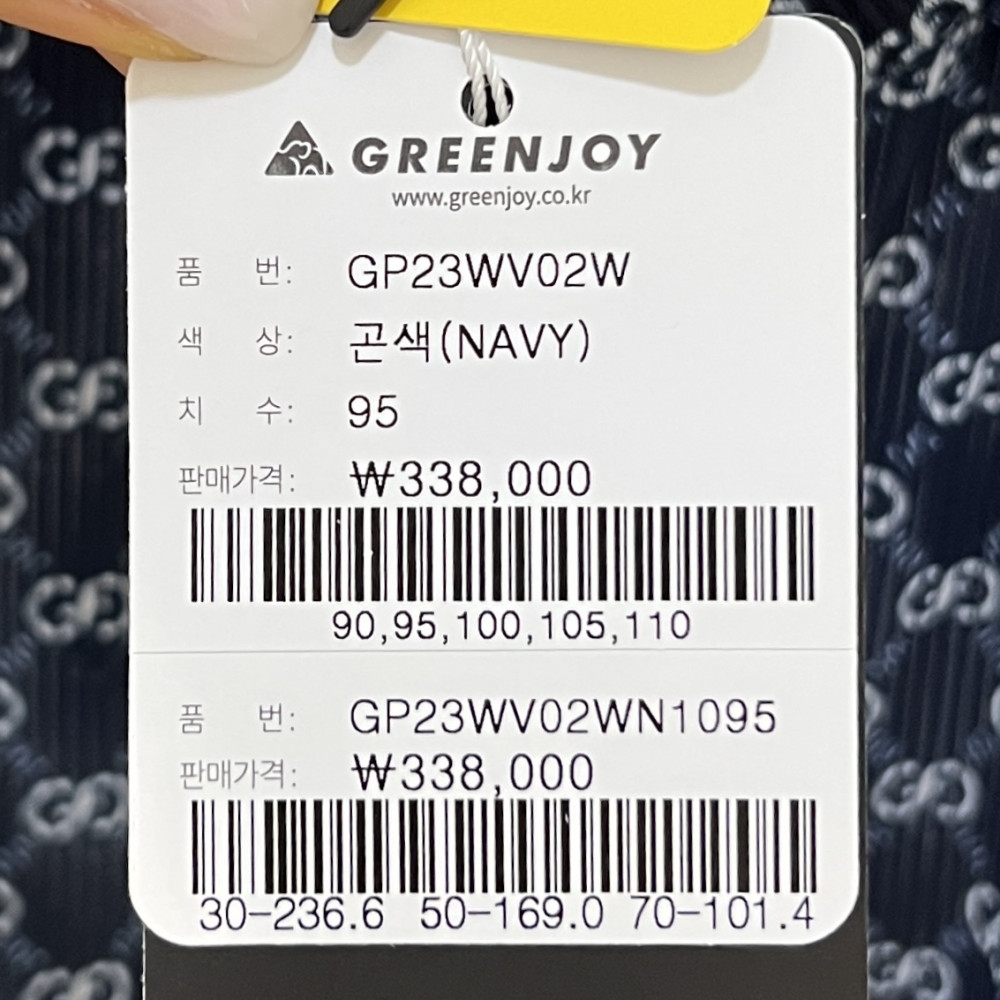 GREENJOY
www.greenjoy.co.kr
품 번: GP23WV02W
색 상: 곤색(NAVY)
치 수: 95
판매가격: ₩338,000
90,95,100,105,110
품 번: GP23WV02WN1095
판매가격: ₩338,000
30-236.6 50-169.0 70-101.4